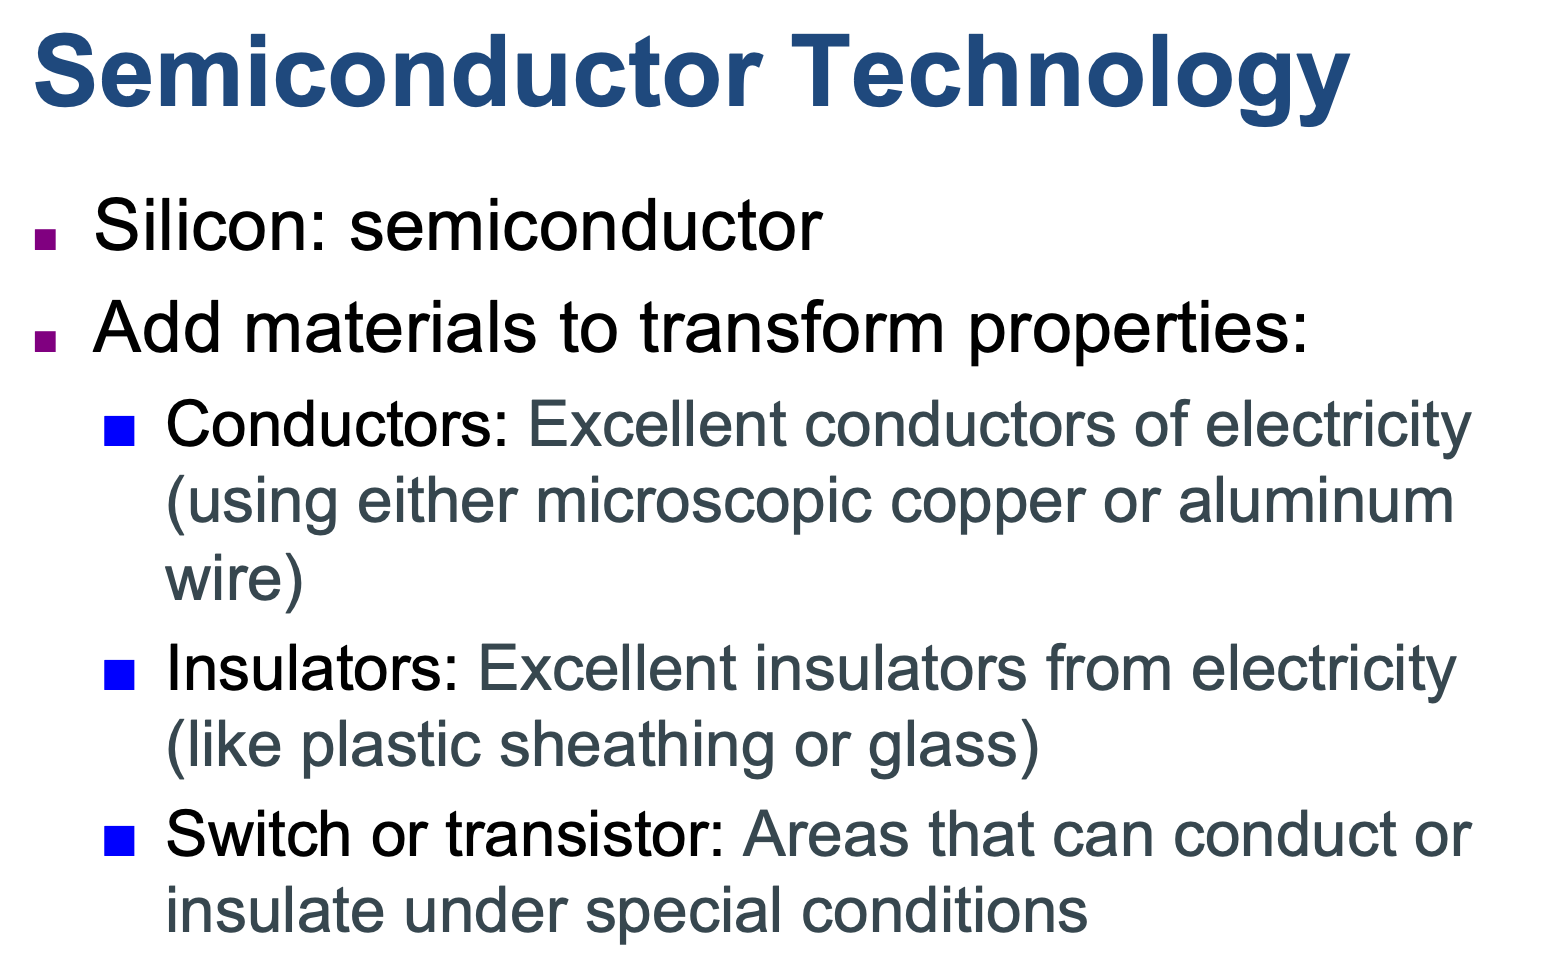 Semiconductor Technology
Silicon: semiconductor
Add materials to transform properties:
Conductors: Excellent conductors of electricity
(using either microscopic copper or aluminum
wire)
Insulators: Excellent insulators from electricity
(like plastic sheathing or glass)
Switch or transistor: Areas that can conduct or
insulate under special conditions